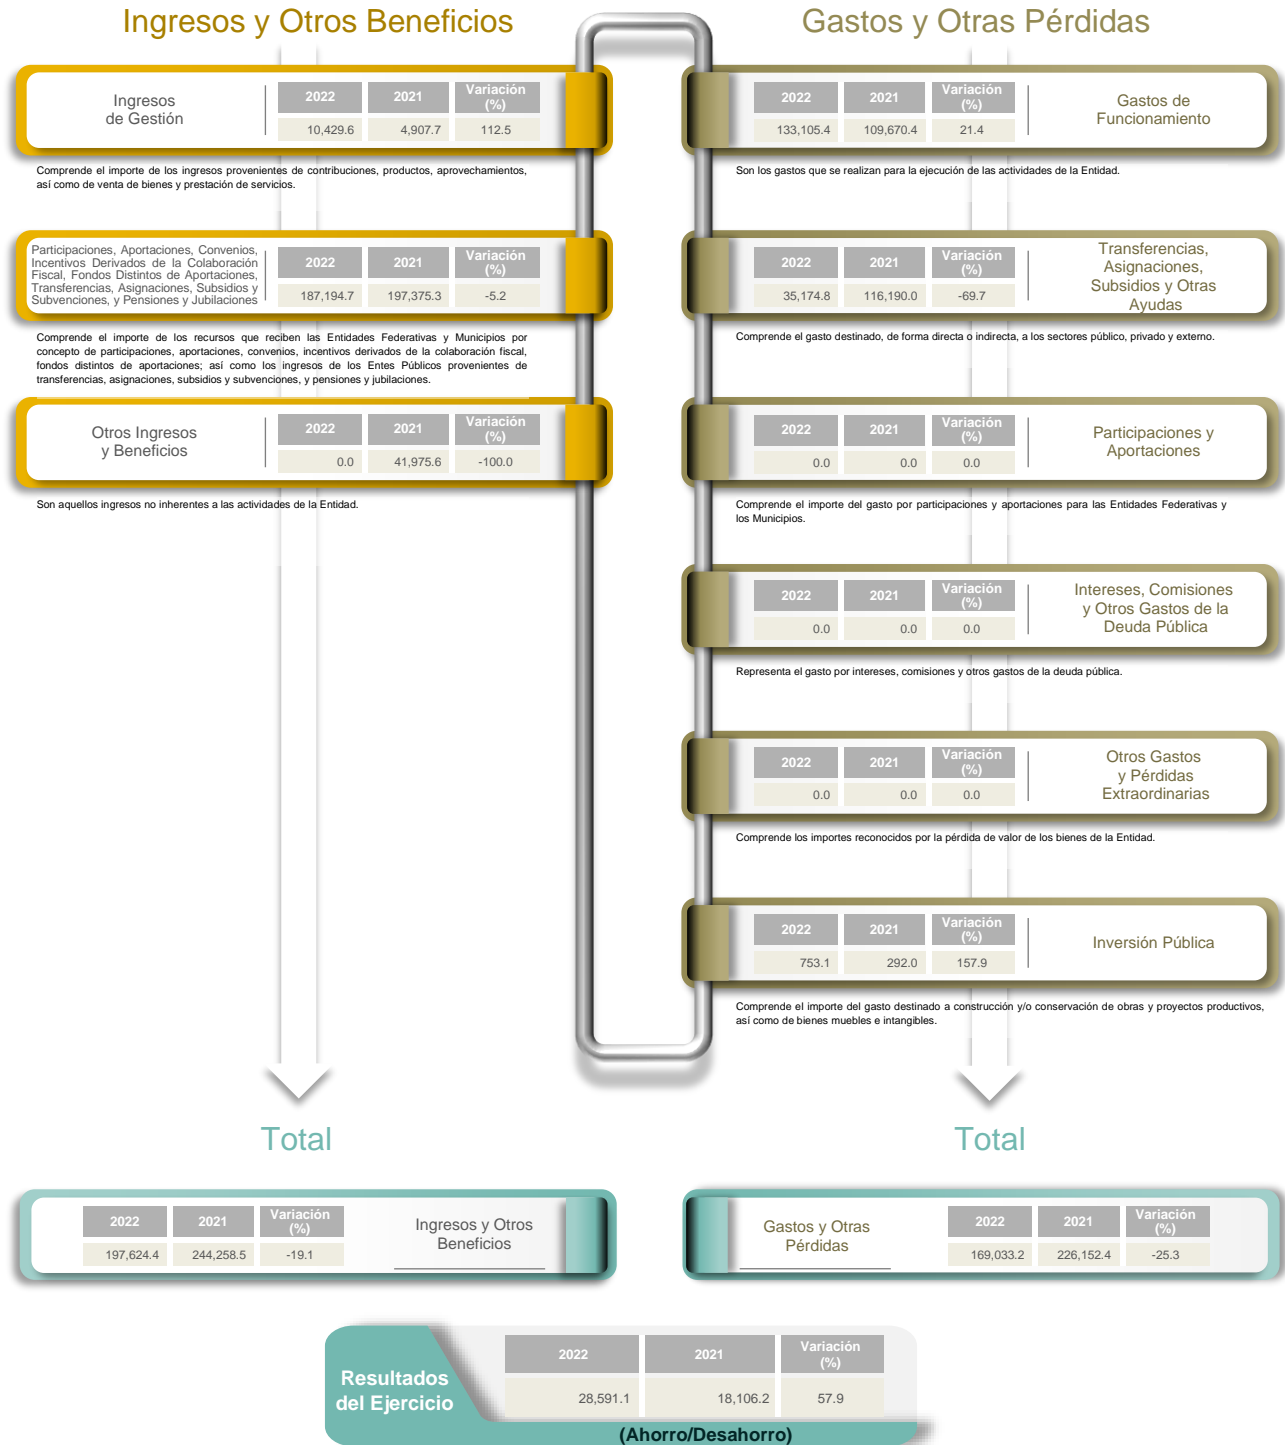 Ingresos y Otros Beneficios
Ingresos
de Gestión
2022 2021 Variación
(%)
10,429.6 4,907.7 112.5
Comprende el importe de los ingresos provenientes de contribuciones, productos, aprovechamientos,
así como de venta de bienes y prestación de servicios.
Participaciones, Aportaciones, Convenios,
Incentivos Derivados de la Colaboración
Fiscal, Fondos Distintos de Aportaciones,
Transferencias, Asignaciones, Subsidios y
Subvenciones, y Pensiones y Jubilaciones
2022 2021 Variación
(%)
187,194.7 197,375.3 -5.2
Comprende el importe de los recursos que reciben las Entidades Federativas y Municipios por
concepto de participaciones, aportaciones, convenios, incentivos derivados de la colaboración fiscal,
fondos distintos de aportaciones; así como los ingresos de los Entes Públicos provenientes de
transferencias, asignaciones, subsidios y subvenciones, y pensiones y jubilaciones.
Otros Ingresos
y Beneficios
2022 2021 Variación
(%)
0.0 41,975.6 -100.0
Son aquellos ingresos no inherentes a las actividades de la Entidad.
Gastos y Otras Pérdidas
2022 2021 Variación
(%)
133,105.4 109,670.4 21.4
Gastos de
Funcionamiento
Son los gastos que se realizan para la ejecución de las actividades de la Entidad.
2022 2021 Variación
(%)
35,174.8 116,190.0 -69.7
Transferencias,
Asignaciones,
Subsidios y Otras
Ayudas
Comprende el gasto destinado, de forma directa o indirecta, a los sectores público, privado y externo.
2022 2021 Variación
(%)
0.0 0.0 0.0
Participaciones y
Aportaciones
Comprende el importe del gasto por participaciones y aportaciones para las Entidades Federativas y
los Municipios.
2022 2021 Variación
(%)
0.0 0.0 0.0
Intereses, Comisiones
y Otros Gastos de la
Deuda Pública
Representa el gasto por intereses, comisiones y otros gastos de la deuda pública.
2022 2021 Variación
(%)
0.0 0.0 0.0
Otros Gastos
y Pérdidas
Extraordinarias
Comprende los importes reconocidos por la pérdida de valor de los bienes de la Entidad.
2022 2021 Variación
(%)
753.1 292.0 157.9
Inversión Pública
Comprende el importe del gasto destinado a construcción y/o conservación de obras y proyectos productivos,
así como de bienes muebles e intangibles.
Total
2022 2021 Variación
(%)
197,624.4 244,258.5 -19.1
Ingresos y Otros
Beneficios
Total
Gastos y Otras
Pérdidas
2022 2021 Variación
(%)
169,033.2 226,152.4 -25.3
Resultados
del Ejercicio
2022 2021 Variación
(%)
28,591.1 18,106.2 57.9
(Ahorro/Desahorro)